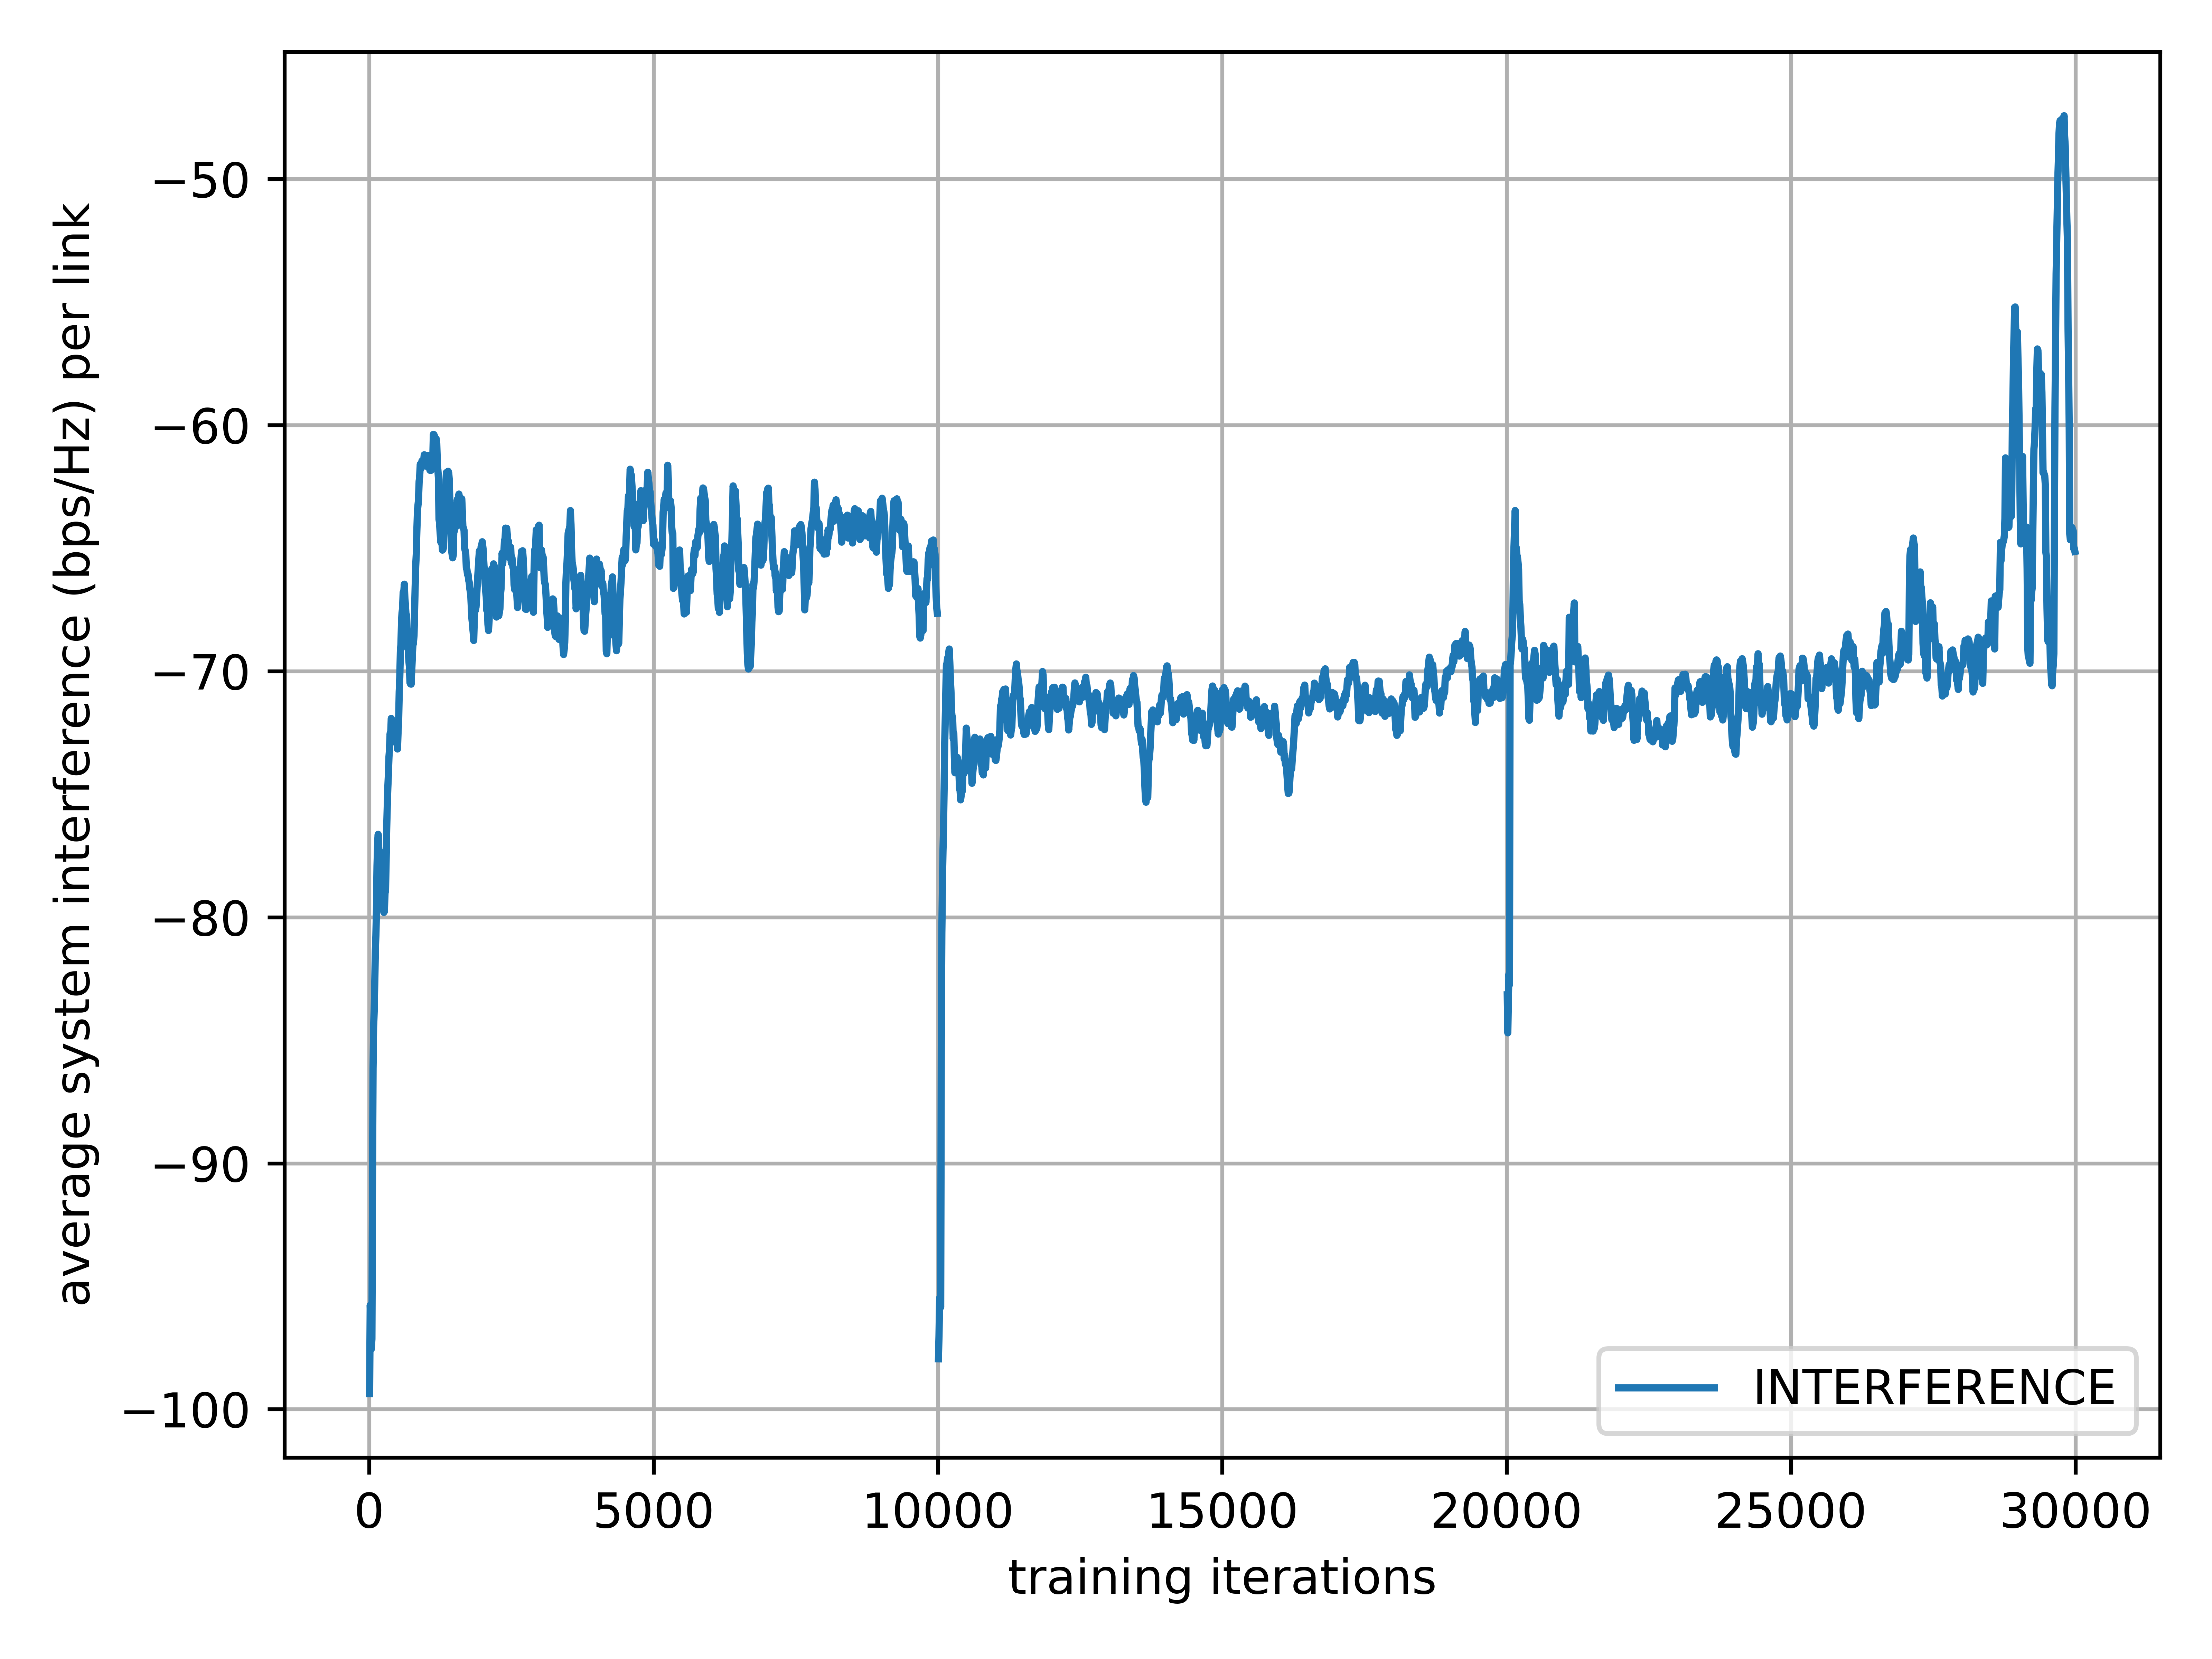 average system interference (bps/Hz) per link
−50
−60
−70
−80
−90
−100
INTERFERENCE
0 5000 10000 15000 20000 25000 30000
training iterations